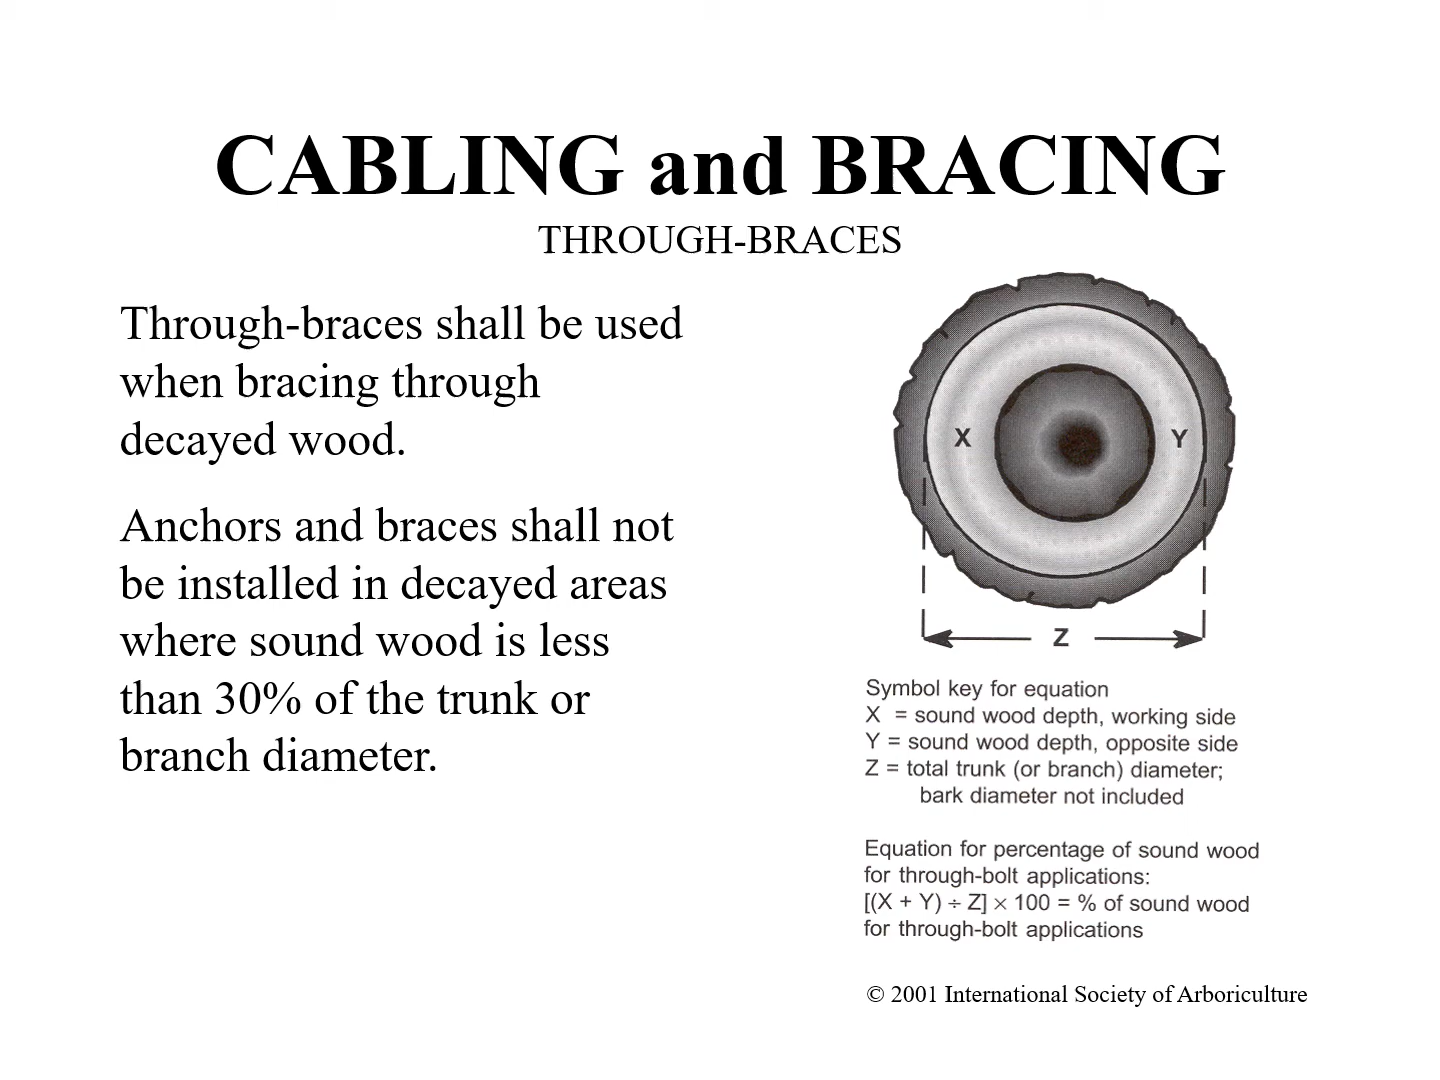 CABLING and BRACING
THROUGH-BRACES
Through-braces shall be used
when bracing through
decayed wood.
Anchors and braces shall not
be installed in decayed areas
where sound wood is less
than 30% of the trunk or
branch diameter.
X
Y
Z
Symbol key for equation
X = sound wood depth, working side
Y = sound wood depth, opposite side
Z = total trunk (or branch) diameter;
bark diameter not included
Equation for percentage of sound wood
for through-bolt applications:
[(X + Y) ÷ Z] × 100 = % of sound wood
for through-bolt applications
© 2001 International Society of Arboriculture